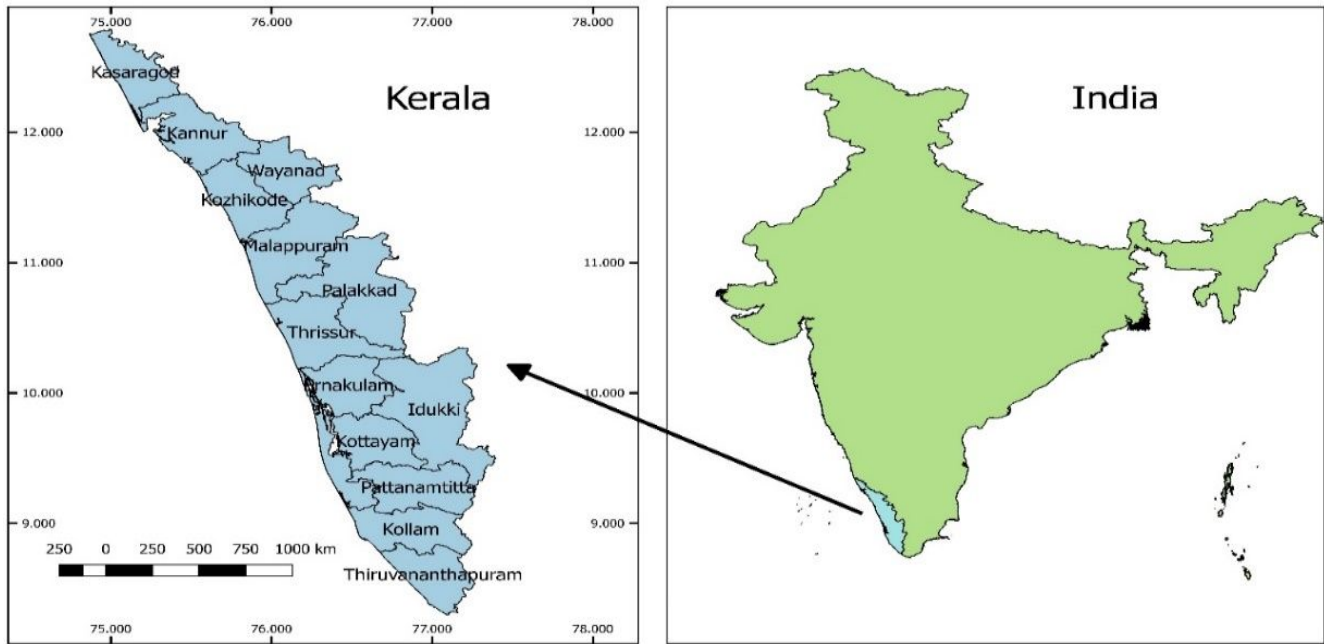 75.000 76.000 77.000 78.000
Kasaragod
Kerala
12.000 Kannur 12.000
Wayanad
Kozhikode
Malappuram
11.000 11.000
Palakkad
Thrissur
Ernakulam
10.000 10.000
Idukki
Kottayam
Pattanamtitta
9.000 Kollam 9.000
250 0 250 500 750 1000 km
Thiruvananthapuram
75.000 76.000 77.000 78.000
India